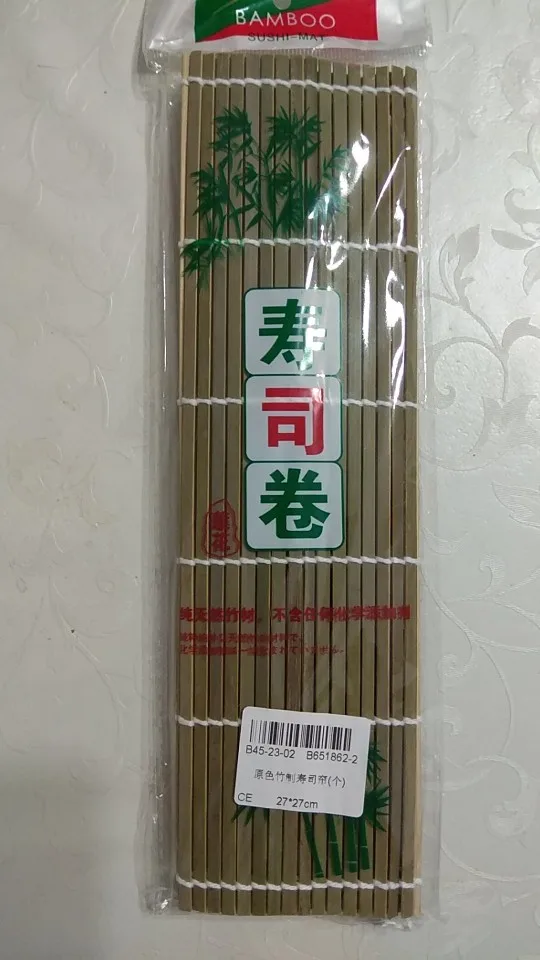 BAMBOO
SUSHI-MAT
寿
司
卷
纯天然竹树，不含任何化学添加剂
B45-23-02 B651862-2
原色竹制寿司帘(个)
CE 27*27cm